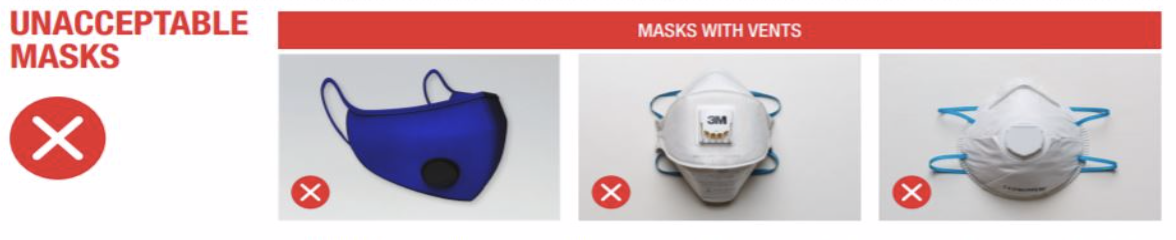 UNACCEPTABLE
MASKS
MASKS WITH VENTS
3M